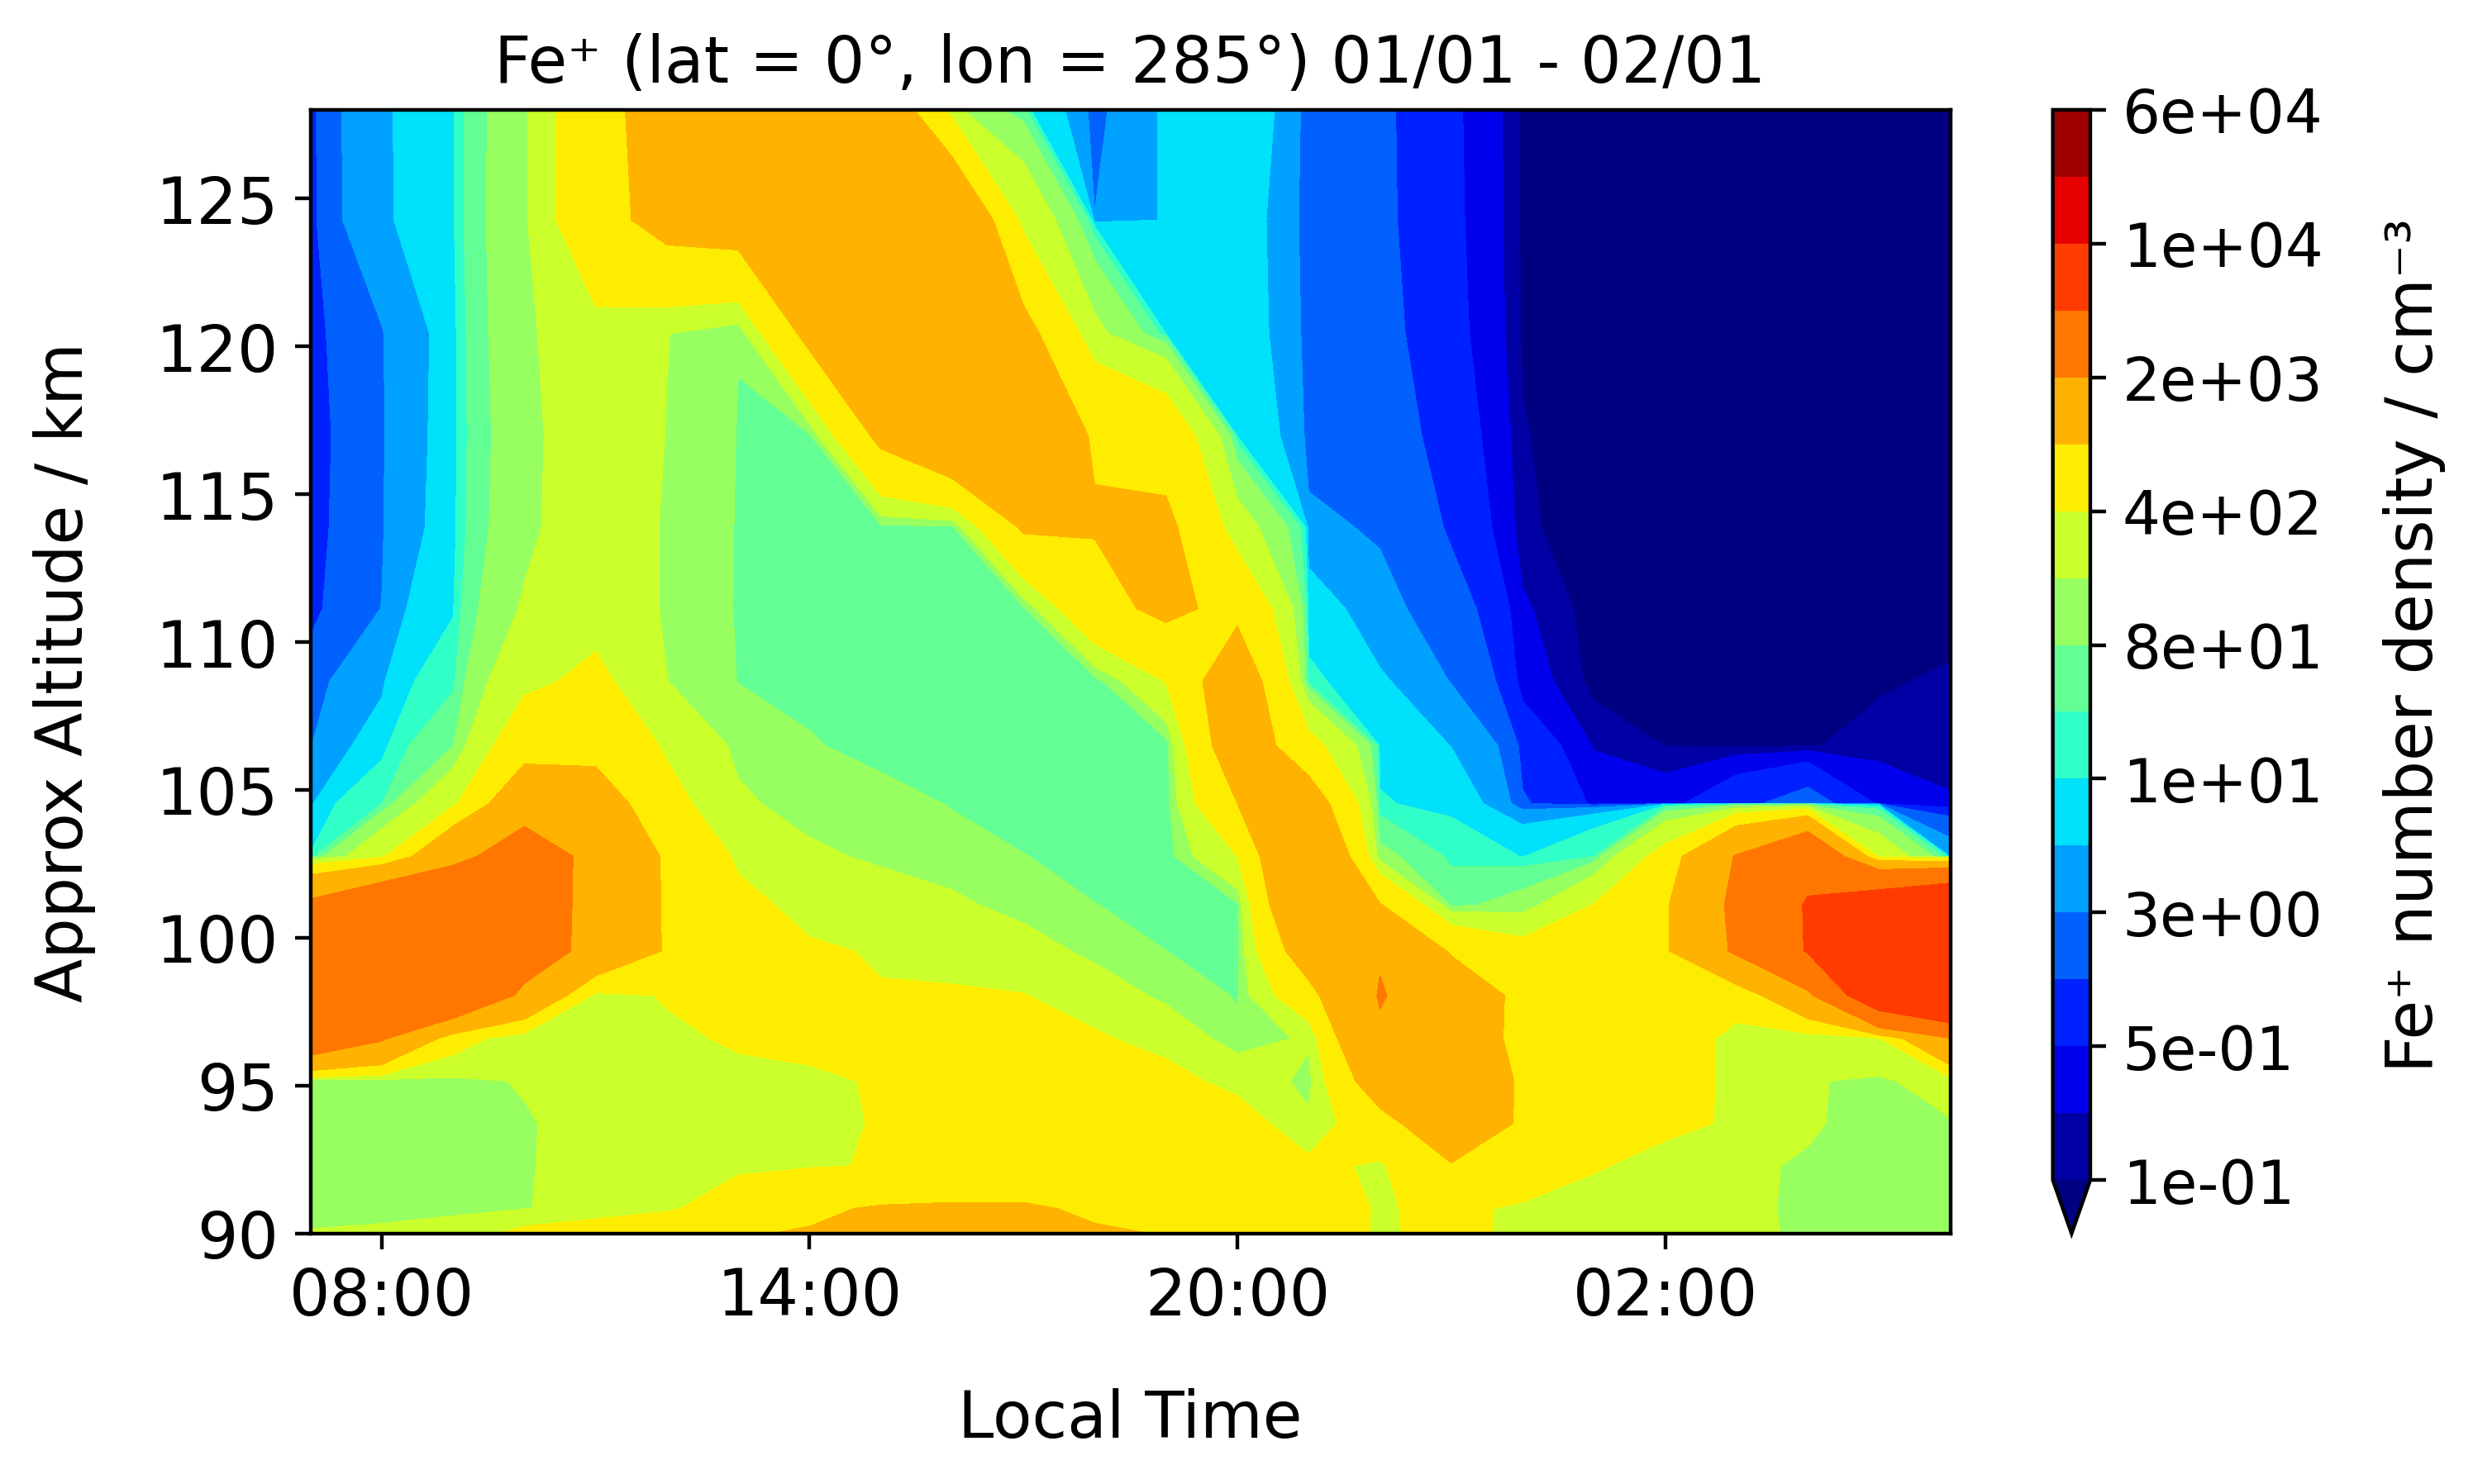 Fe⁺ (lat = 0°, lon = 285°) 01/01 - 02/01
Approx Altitude / km
125
120
115
110
105
100
95
90
08:00
14:00
20:00
02:00
Local Time
6e+04
1e+04
2e+03
4e+02
8e+01
1e+01
3e+00
5e-01
1e-01
Fe⁺ number density / cm⁻³